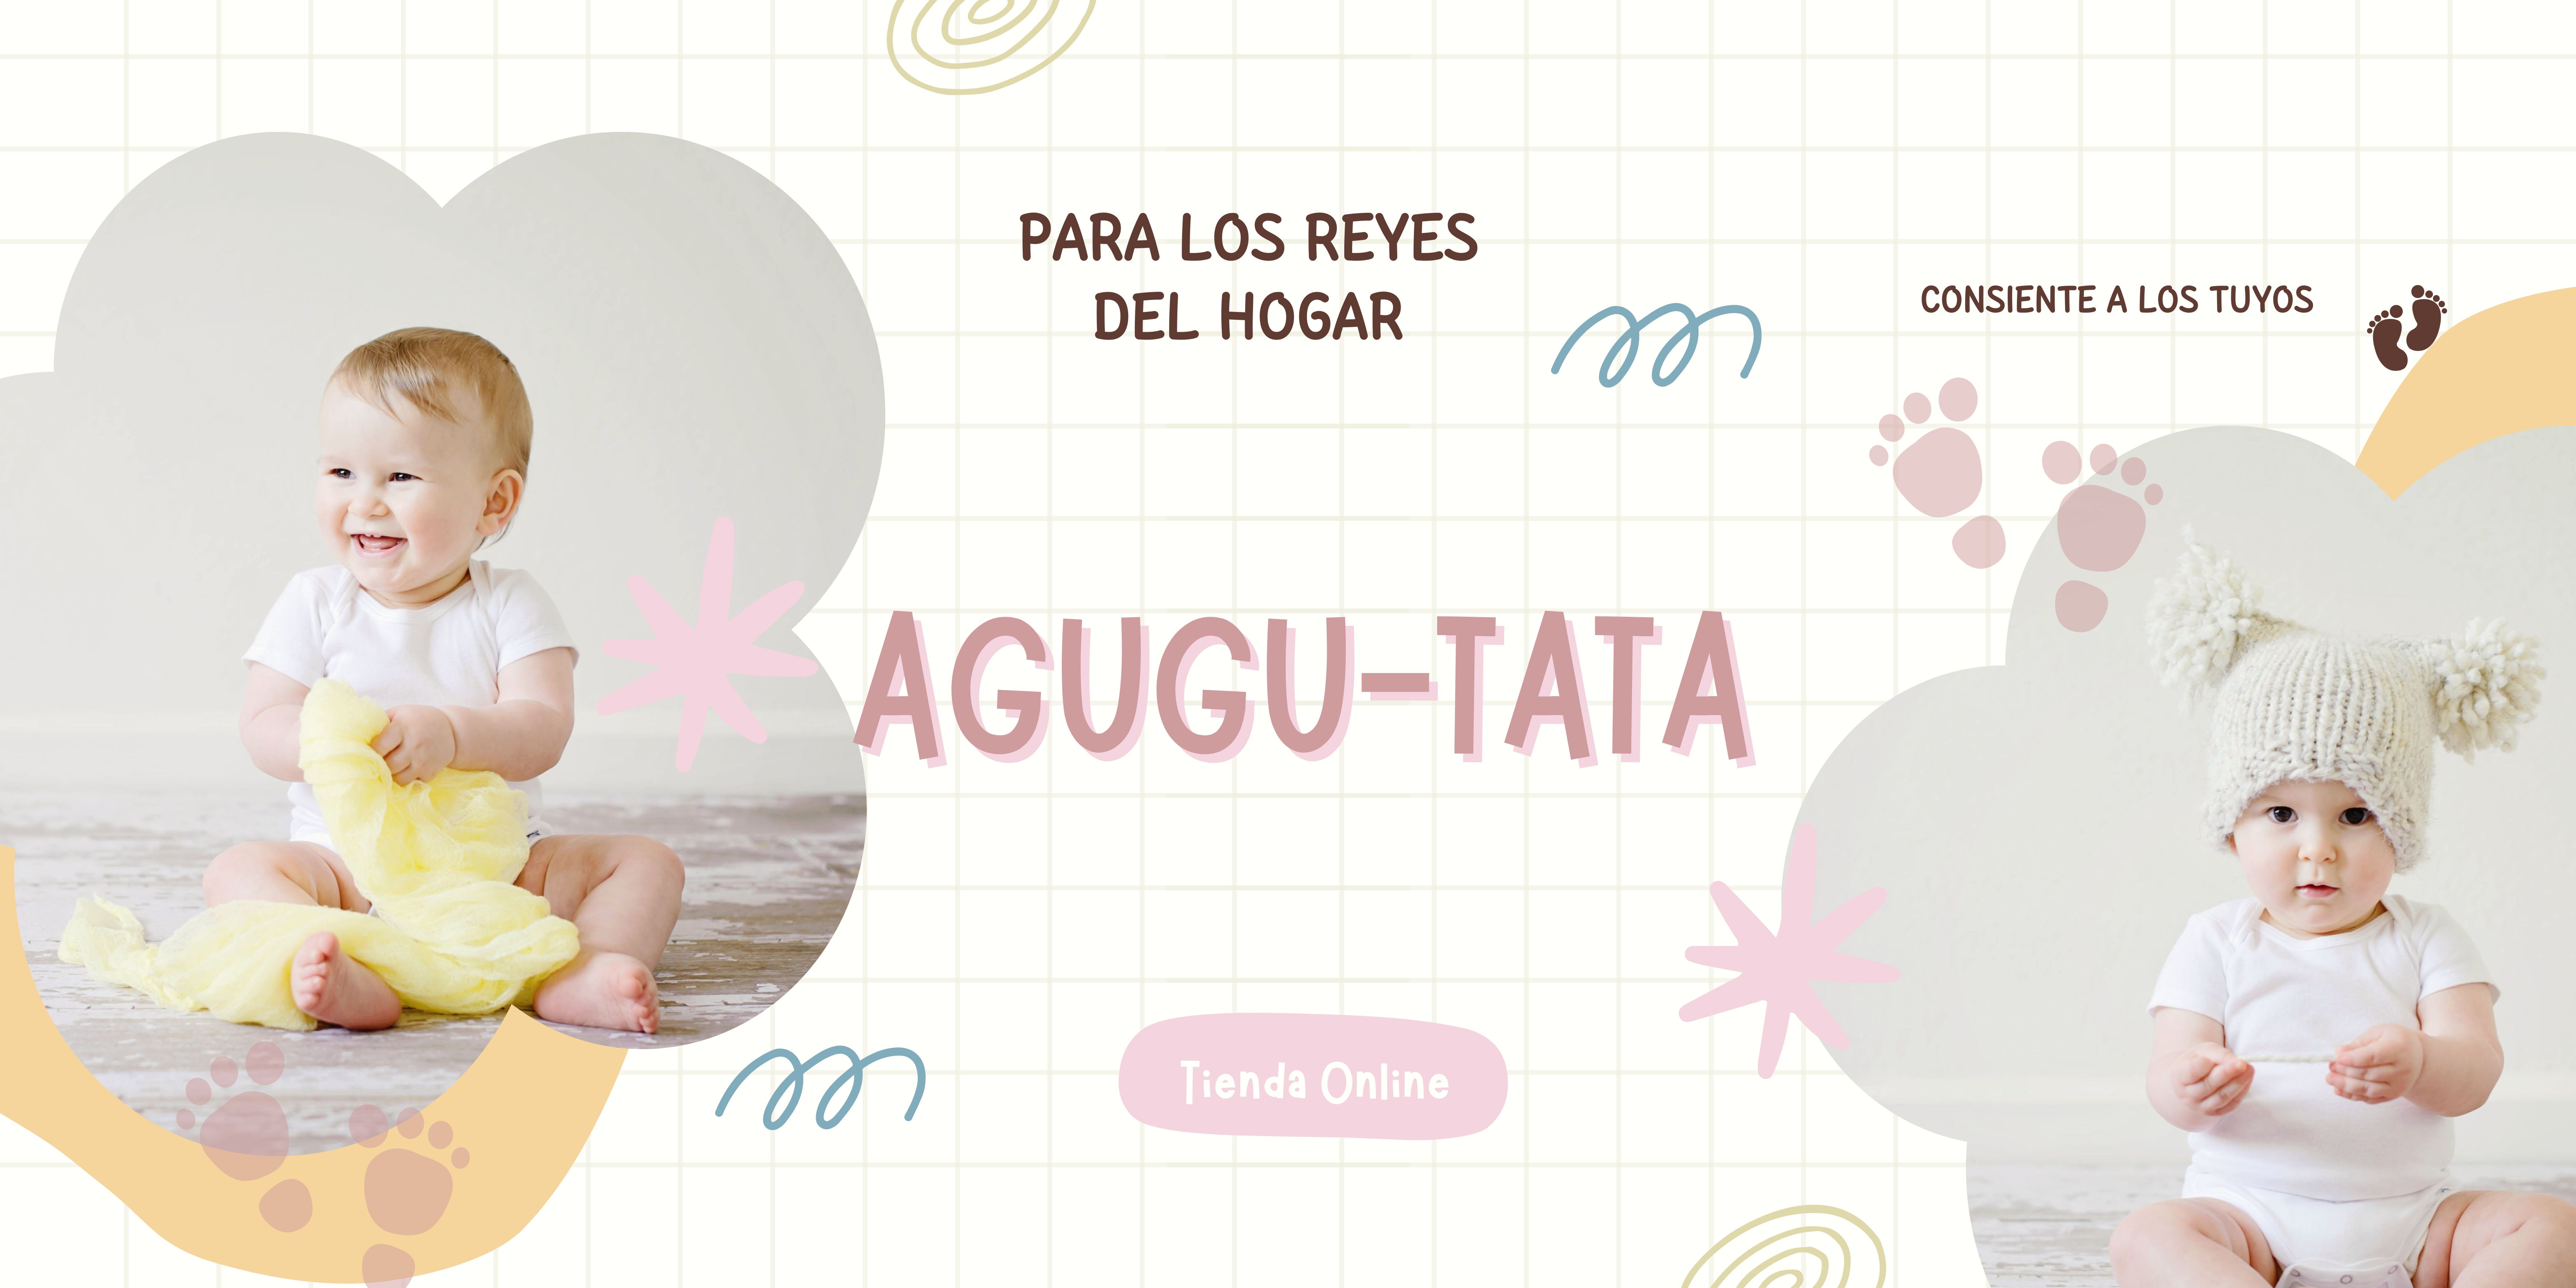 PARA LOS REYES
DEL HOGAR
CONSIENTE A LOS TUYOS
AGUGU-TATA
Tienda Online